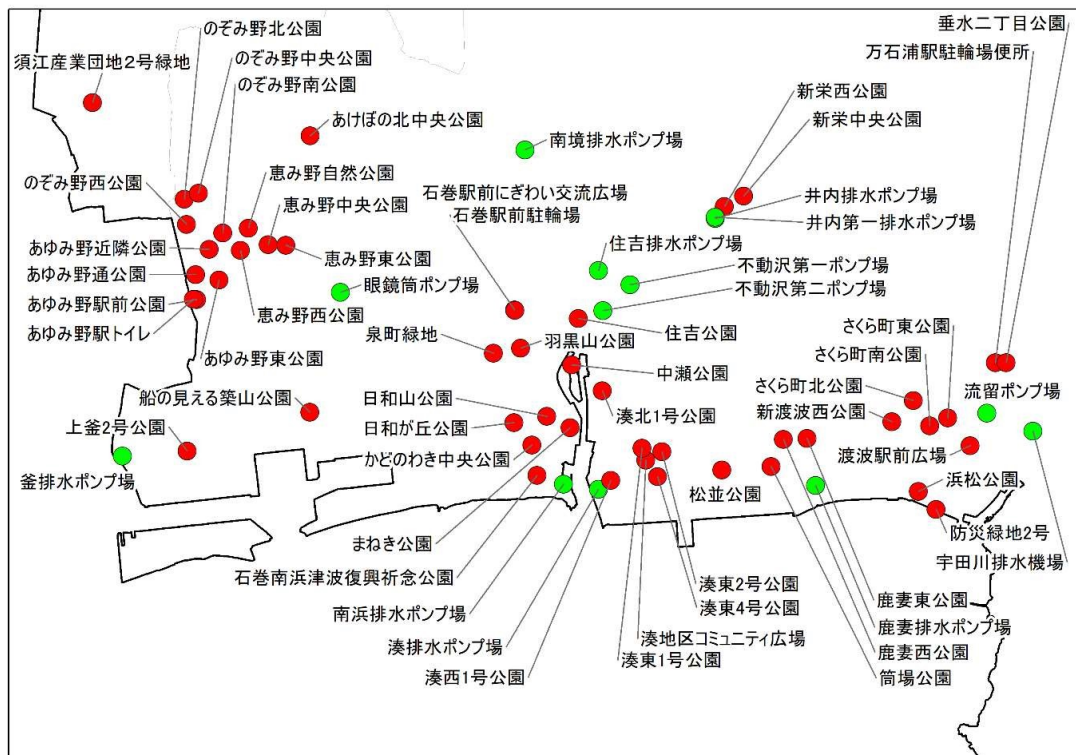 のぞみ野北公園
垂水二丁目公園
のぞみ野中央公園
万石浦駅駐輪場便所
須江産業団地2号緑地
のぞみ野南公園
新栄西公園
あけぼの北中央公園
新栄中央公園
南境排水ポンプ場
恵み野自然公園
のぞみ野西公園
石巻駅前にぎわい交流広場
井内排水ポンプ場
恵み野中央公園
石巻駅前駐輪場
井内第一排水ポンプ場
あゆみ野近隣公園
住吉排水ポンプ場
恵み野東公園
不動沢第一ポンプ場
あゆみ野通公園
眼鏡筒ポンプ場
不動沢第二ポンプ場
あゆみ野駅前公園
恵み野西公園
あゆみ野駅トイレ
泉町緑地
羽黒山公園
住吉公園
さくら町東公園
あゆみ野東公園
さくら町南公園
中瀬公園
さくら町北公園
流留ポンプ場
船の見える築山公園
日和山公園
湊北1号公園
新渡波西公園
上釜2号公園
日和が丘公園
渡波駅前広場
かどのわき中央公園
釜排水ポンプ場
松並公園
浜松公園
まねき公園
防災緑地2号
石巻南浜津波復興祈念公園
湊東2号公園
宇田川排水機場
南浜排水ポンプ場
湊東4号公園
鹿妻東公園
湊排水ポンプ場
湊地区コミュニティ広場
鹿妻排水ポンプ場
湊西1号公園
湊東1号公園
鹿妻西公園
筒場公園